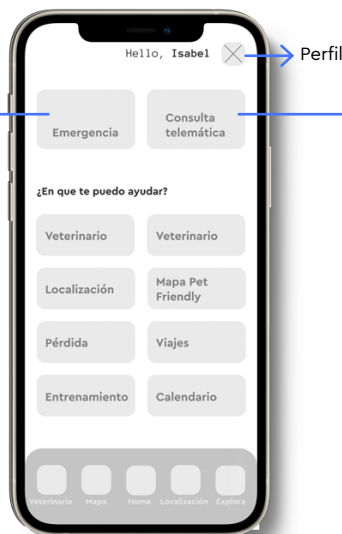 Hello, Isabel
Perfil
Emergencia
Consulta
telemática
¿En que te puedo ayudar?
Veterinario
Veterinario
Localización
Mapa Pet
Friendly
Pérdida
Viajes
Entrenamiento
Calendario
Veterinario Mapa Home Localización Explora